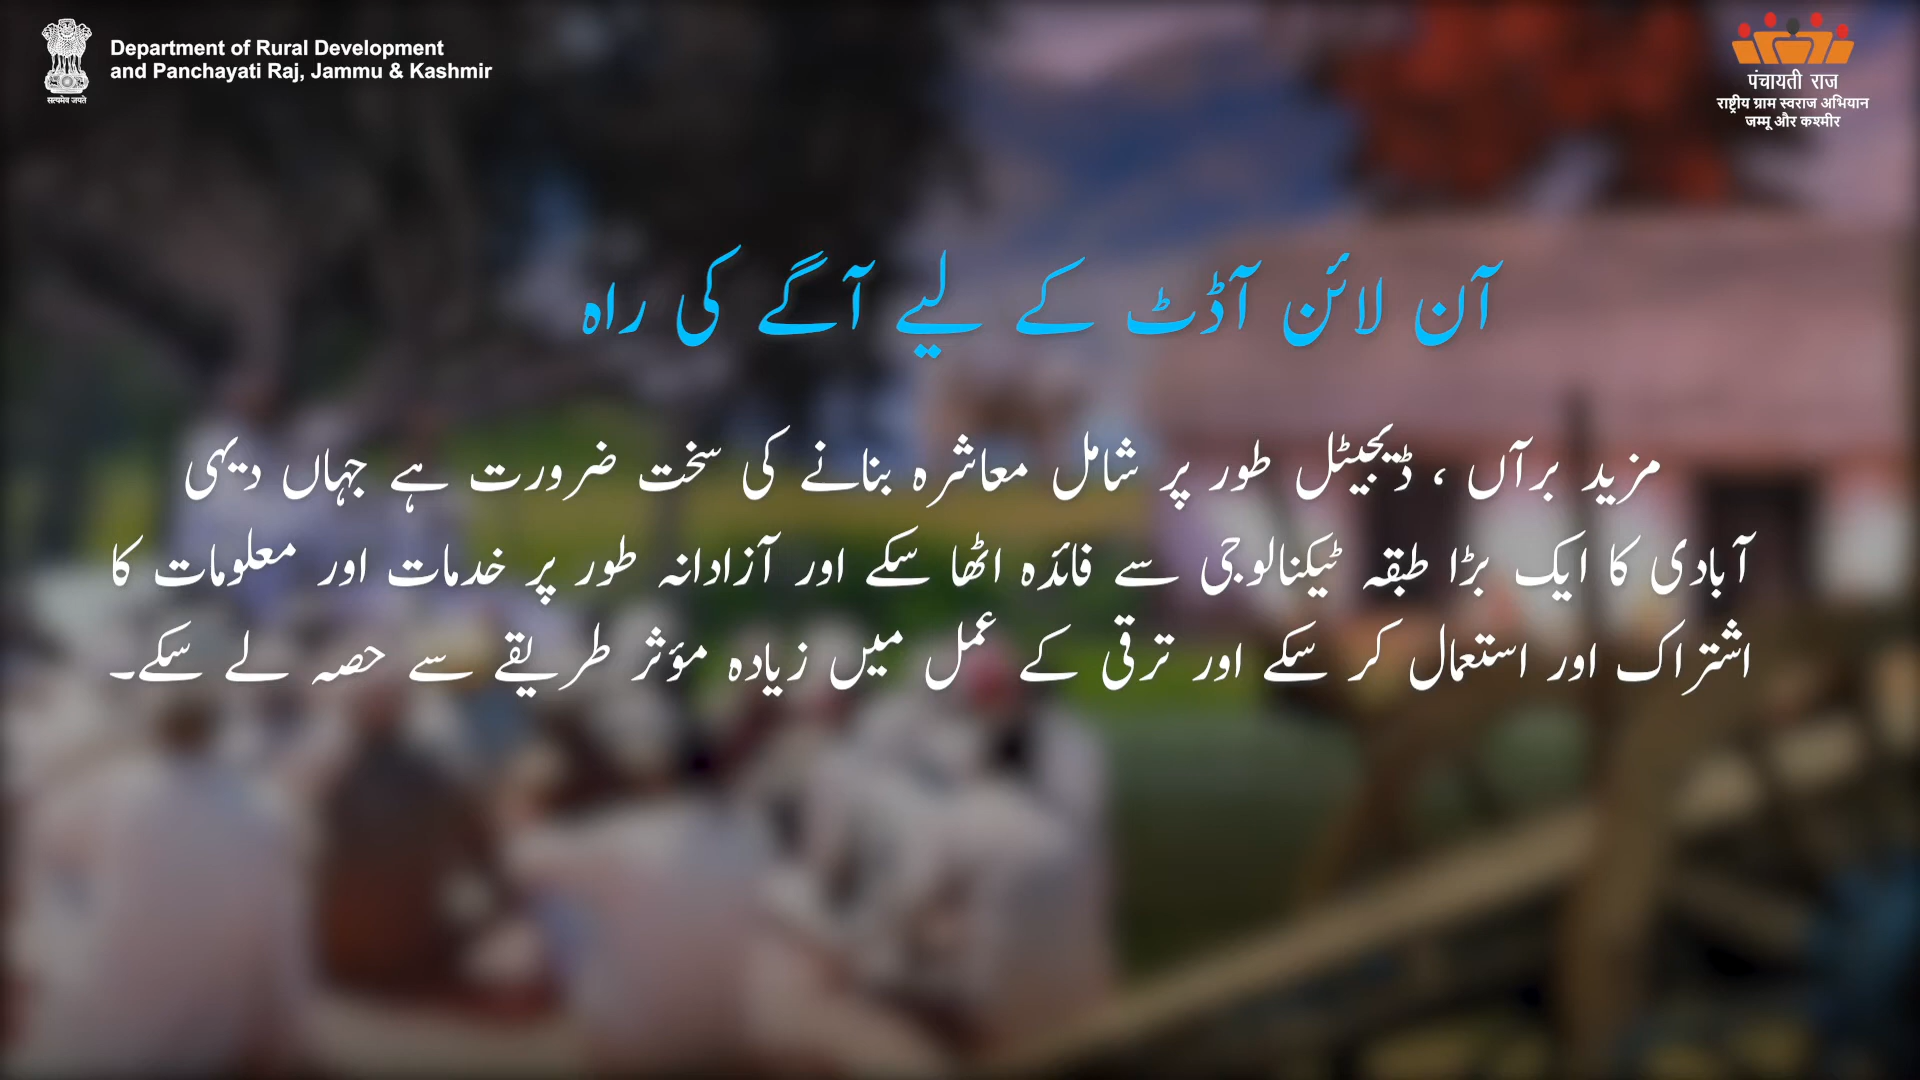 Department of Rural Development
and Panchayati Raj, Jammu & Kashmir
सत्यमेव जयते
पंचायती राज
राष्ट्रीय ग्राम स्वराज अभियान
जम्मू और कश्मीर
آن لائن آڈٹ کے لیے آگے کی راہ
مزید برآں ، ڈیجیٹل طور پر شامل معاشرہ بنانے کی سخت ضرورت ہے جہاں دیہی
آبادی کا ایک بڑا طبقہ ٹیکنالوجی سے فائدہ اٹھا سکے اور آزادانہ طور پر خدمات اور معلومات کا
اشتراک اور استعمال کر سکے اور ترقی کے عمل میں زیادہ مؤثر طریقے سے حصہ لے سکے۔